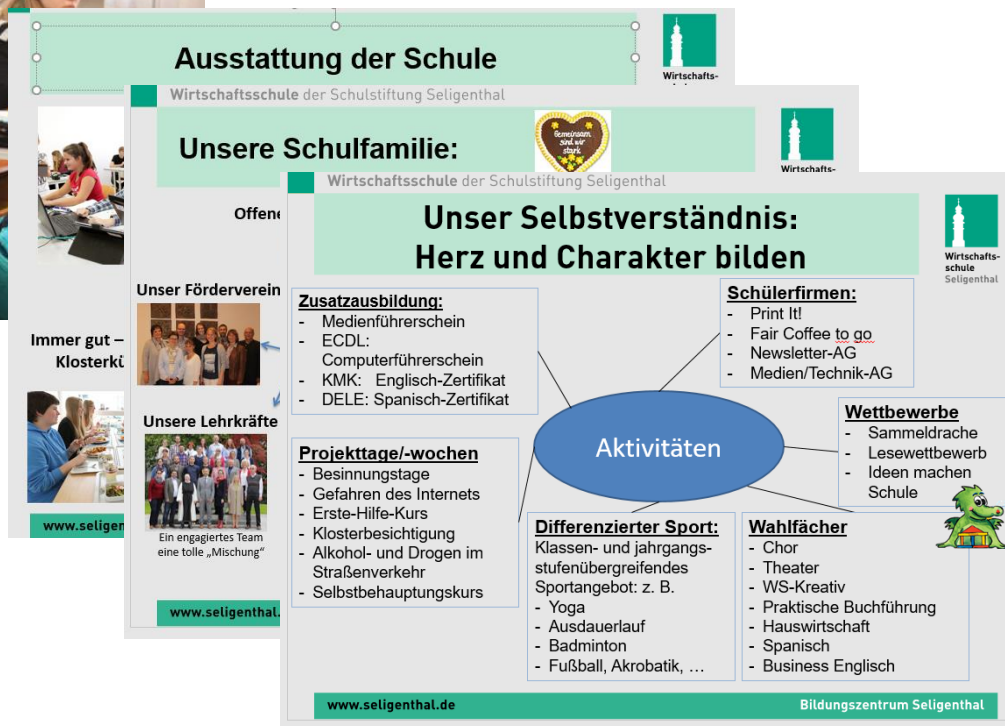 Ausstattung der Schule
Wirtschafts-
Immer gut –
www.seligen
Wirtschaftsschule der Schulstiftung Seligenthal
Unsere Schulfamilie:
Gemeinsam
sind wir
stark
Wirtschafts-
Offene
Unser Förderverein
Unsere Lehrkräfte
Ein engagiertes Team
eine tolle „Mischung“
www.seligenthal.
Wirtschaftsschule der Schulstiftung Seligenthal
Unser Selbstverständnis:
Herz und Charakter bilden
Wirtschafts-
schule
Seligenthal
Zusatzausbildung:
- Medienführerschein
- ECDL:
Computerführerschein
- KMK: Englisch-Zertifikat
- DELE: Spanisch-Zertifikat
Schülerfirmen:
- Print It!
- Fair Coffee to go
- Newsletter-AG
- Medien/Technik-AG
Aktivitäten
Wettbewerbe
- Sammeldrache
- Lesewettbewerb
- Ideen machen
Schule
Projekttage/-wochen
- Besinnungstage
- Gefahren des Internets
- Erste-Hilfe-Kurs
- Klosterbesichtigung
- Alkohol- und Drogen im
Straßenverkehr
- Selbstbehauptungskurs
Differenzierter Sport:
Klassen- und jahrgangs-
stufenübergreifendes
Sportangebot: z. B.
- Yoga
- Ausdauerlauf
- Badminton
- Fußball, Akrobatik, …
Wahlfächer
- Chor
- Theater
- WS-Kreativ
- Praktische Buchführung
- Hauswirtschaft
- Spanisch
- Business Englisch
www.seligenthal.de
Bildungszentrum Seligenthal